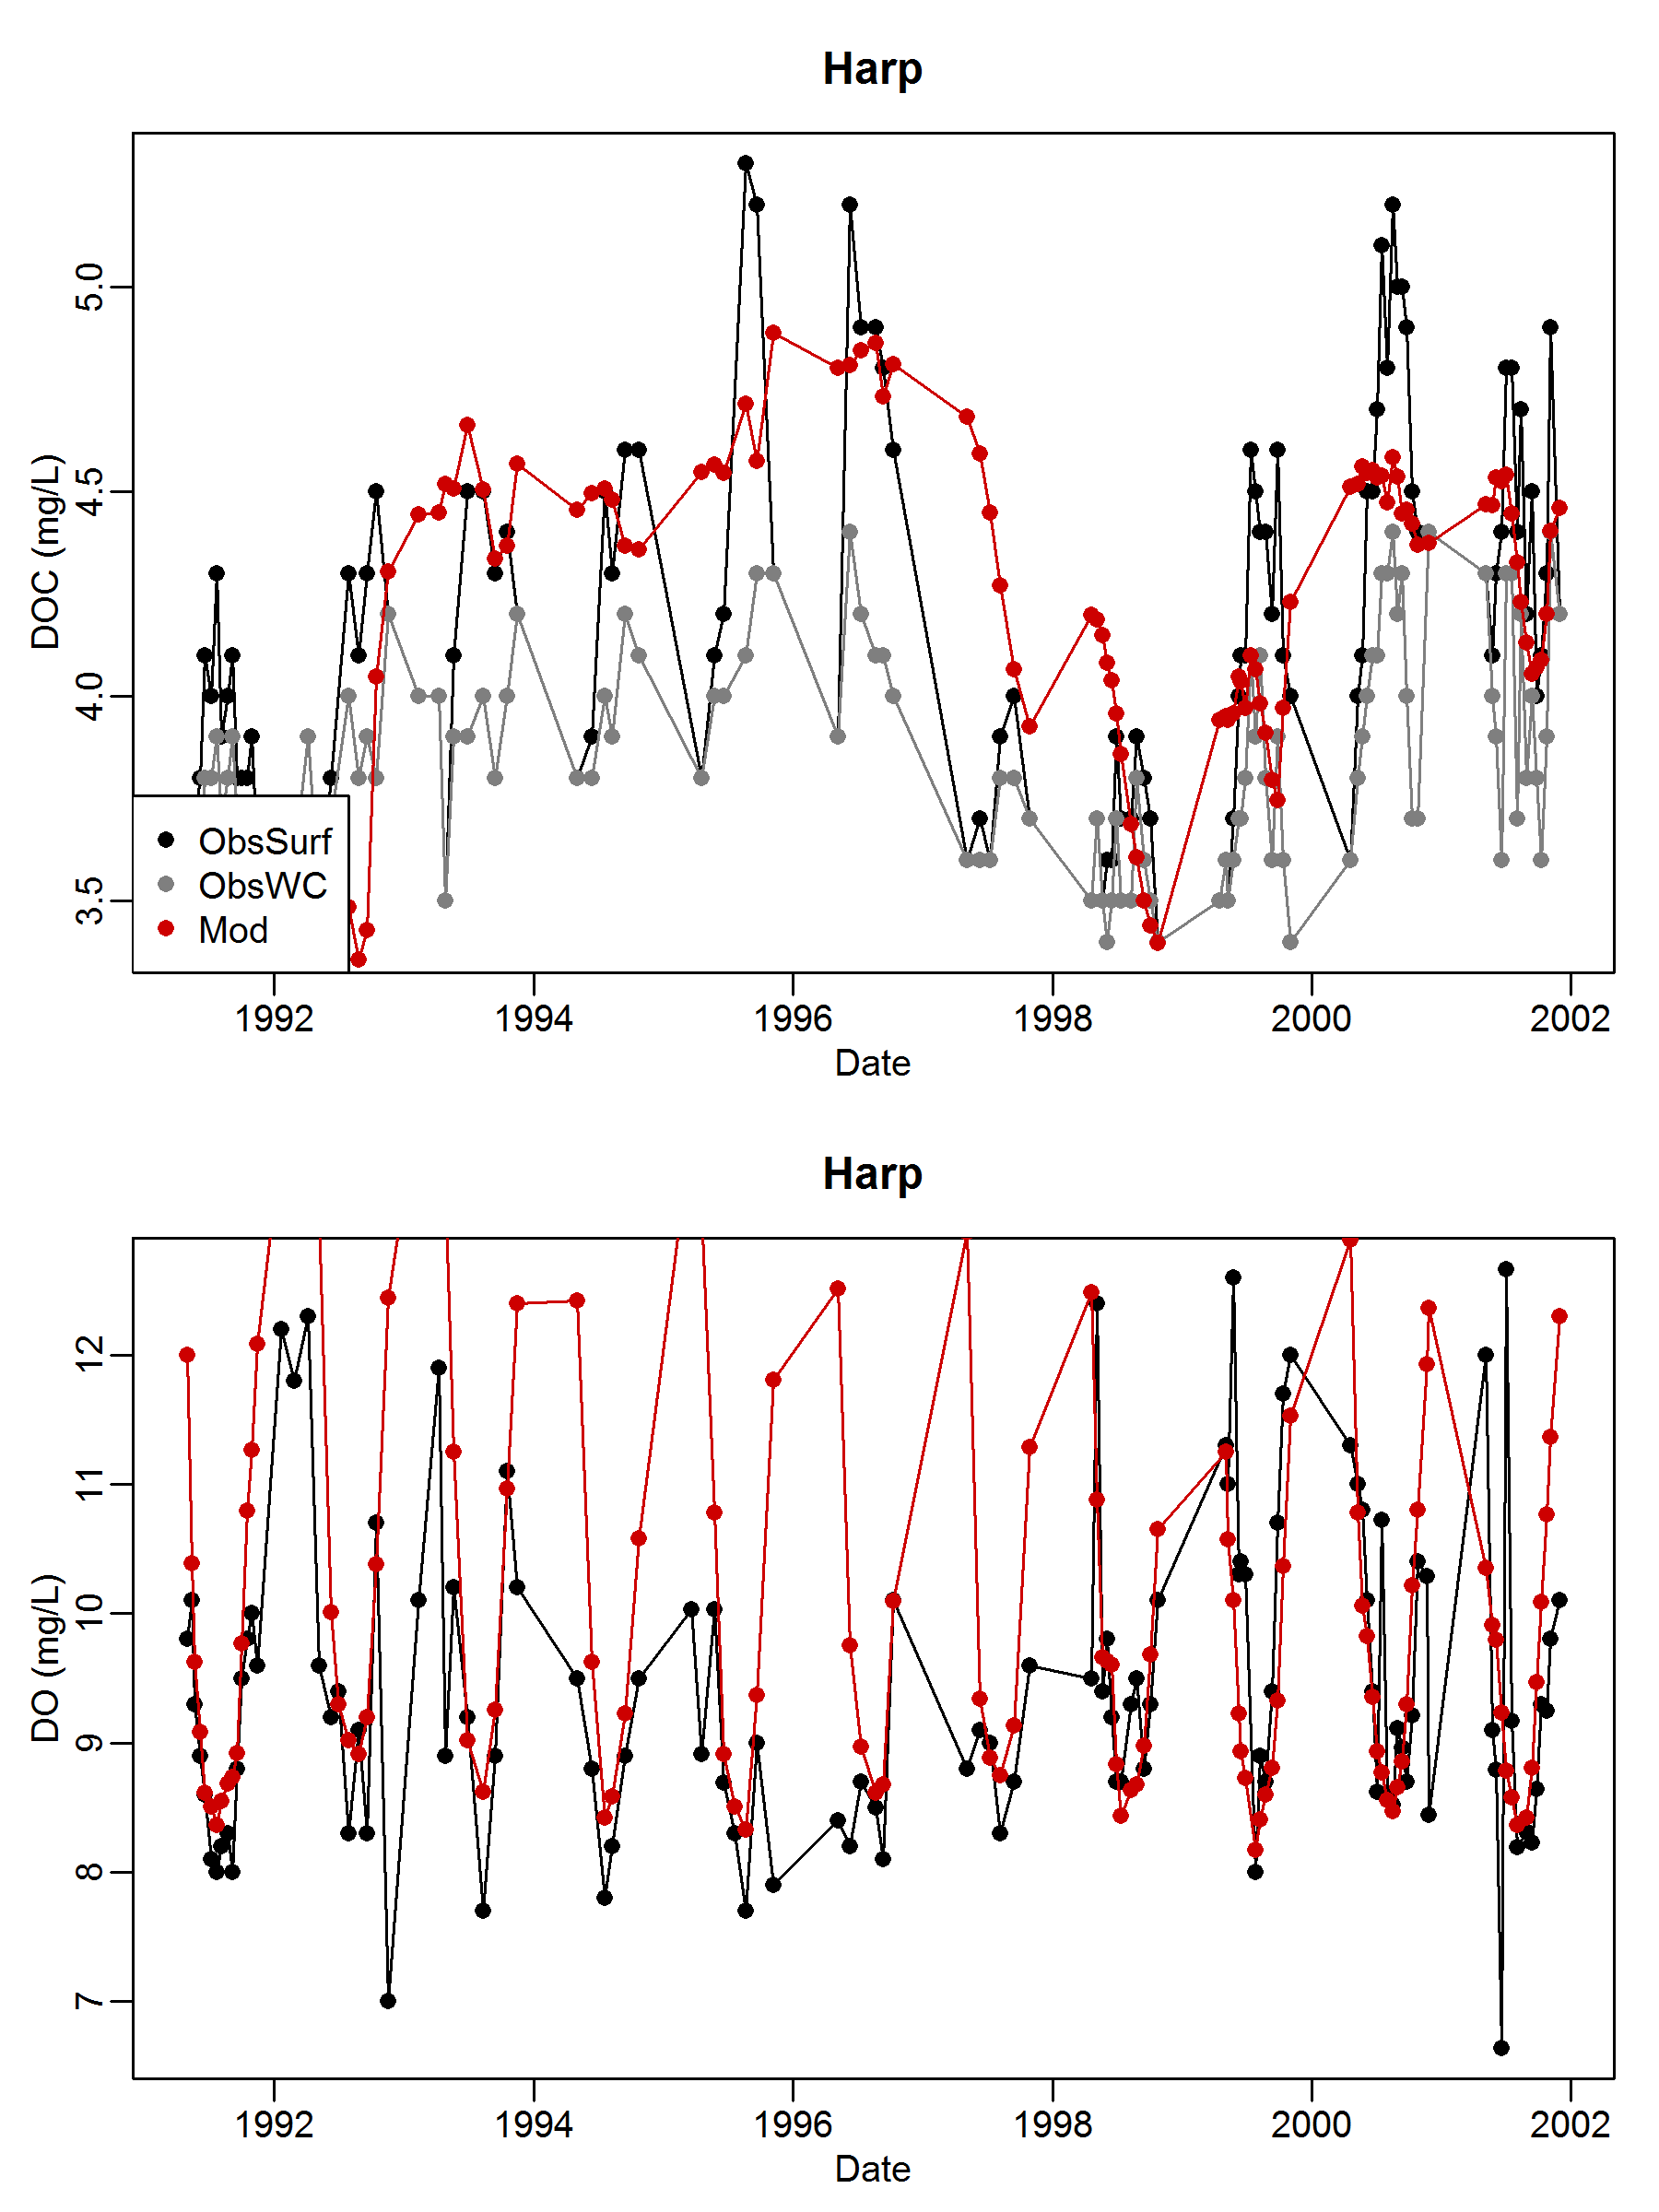 Harp
DOC (mg/L)
5.0
4.5
4.0
3.5
ObsSurf
ObsWC
Mod
1992 1994 1996 1998 2000 2002
Date
Harp
DO (mg/L)
12
11
10
9
8
7
1992 1994 1996 1998 2000 2002
Date